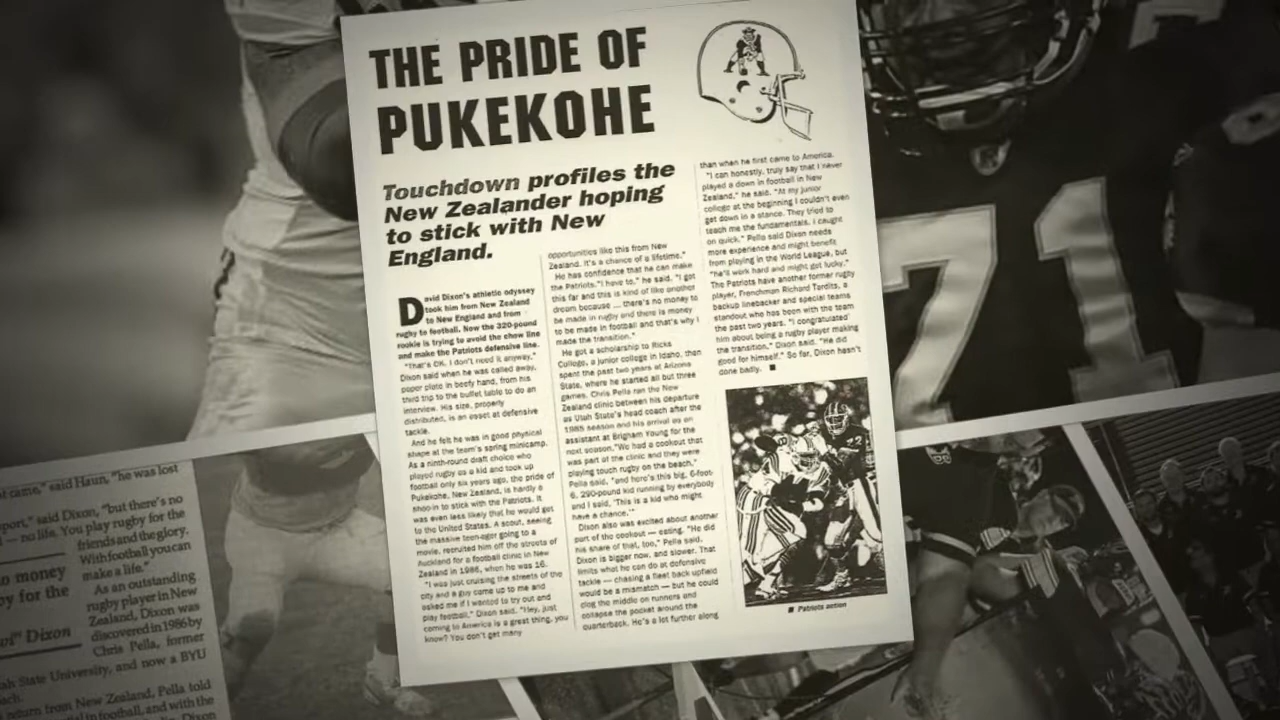 THE PRIDE OF
PUKEKOHE
Touchdown profiles the
New Zealander hoping
to stick with New
England.
David Dixon's athletic odyssey
took him from New Zealand
to New England and from
rugby to football. Now the 320-pound
rookie is trying to avoid the chow line
and make the Patriots defensive line.
"That's OK, I don't need it anyway,"
Dixon said when he was called away,
paper plate in beefy hand, from his
third trip to the buffet table to do an
interview. His size, properly
distributed, is an asset at defensive
tackle.
And he felt he was in good physical
shape at the team's spring minicamp.
As a ninth-round draft choice who
played rugby as a kid and took up
football only six years ago, the pride of
Pukekohe, New Zealand, is hardly a
shoo-in to stick with the Patriots. It
was even less likely that he would get
to the United States. A scout, seeing
the massive teen-ager going to a
movie, recruited him off the streets of
Auckland for a football clinic in New
Zealand in 1986, when he was 16.
"I was just cruising the streets of the
city and a guy came up to me and
asked me if I wanted to try out and
play football," Dixon said. "Hey, just
coming to America is a great thing, you
know? You don't get many
opportunities like this from New
Zealand. It's a chance of a lifetime."
He has confidence that he can make
the Patriots. "I have to," he said. "I got
this far and this is kind of like another
dream because ... there's no money to
be made in rugby and there is money
to be made in football and that's why I
made the transition."
He got a scholarship to Ricks
College, a junior college in Idaho, then
spent the past two years at Arizona
State, where he started all but three
games. Chris Pella ran the New
Zealand clinic between his departure
as Utah State's head coach after the
1985 season and his arrival as an
assistant at Brigham Young for the
next season. "We had a cookout that
was part of the clinic and they were
playing touch rugby on the beach,"
Pella said, "and here's this big, 6-foot-
6, 290-pound kid running by everybody
and I said, 'This is a kid who might
have a chance.'"
Dixon also was excited about another
part of the cookout — eating. "He did
his share of that, too," Pella said.
Dixon is bigger now, and slower. That
limits what he can do at defensive
tackle — chasing a fleet back upfield
would be a mismatch — but he could
clog the middle on runners and
collapse the pocket around the
quarterback. He's a lot further along
than when he first came to America.
"I can honestly, truly say that I never
played a down in football in New
Zealand," he said. "At my junior
college at the beginning I couldn't even
get down in a stance. They tried to
teach me the fundamentals. I caught
on quick." Pella said Dixon needs
more experience and might benefit
from playing in the World League, but
"he'll work hard and might get lucky."
The Patriots have another former rugby
player, Frenchman Richard Tardits, a
backup linebacker and special teams
standout who has been with the team
the past two years. "I congratulated
him about being a rugby player making
the transition," Dixon said. "He did
good for himself." So far, Dixon hasn't
done badly.
Patriots action
71
72
came," said Haun, "he was lost
said Dixon, "but there's no
no life. You play rugby for the
friends and the glory.
With football you can
make a life."
money
for the
Dixon
As an outstanding
rugby player in New
Zealand, Dixon was
discovered in 1986 by
Chris Pella, former
State University, and now a BYU
return from New Zealand, Pella told
in football, and with the
Dixon